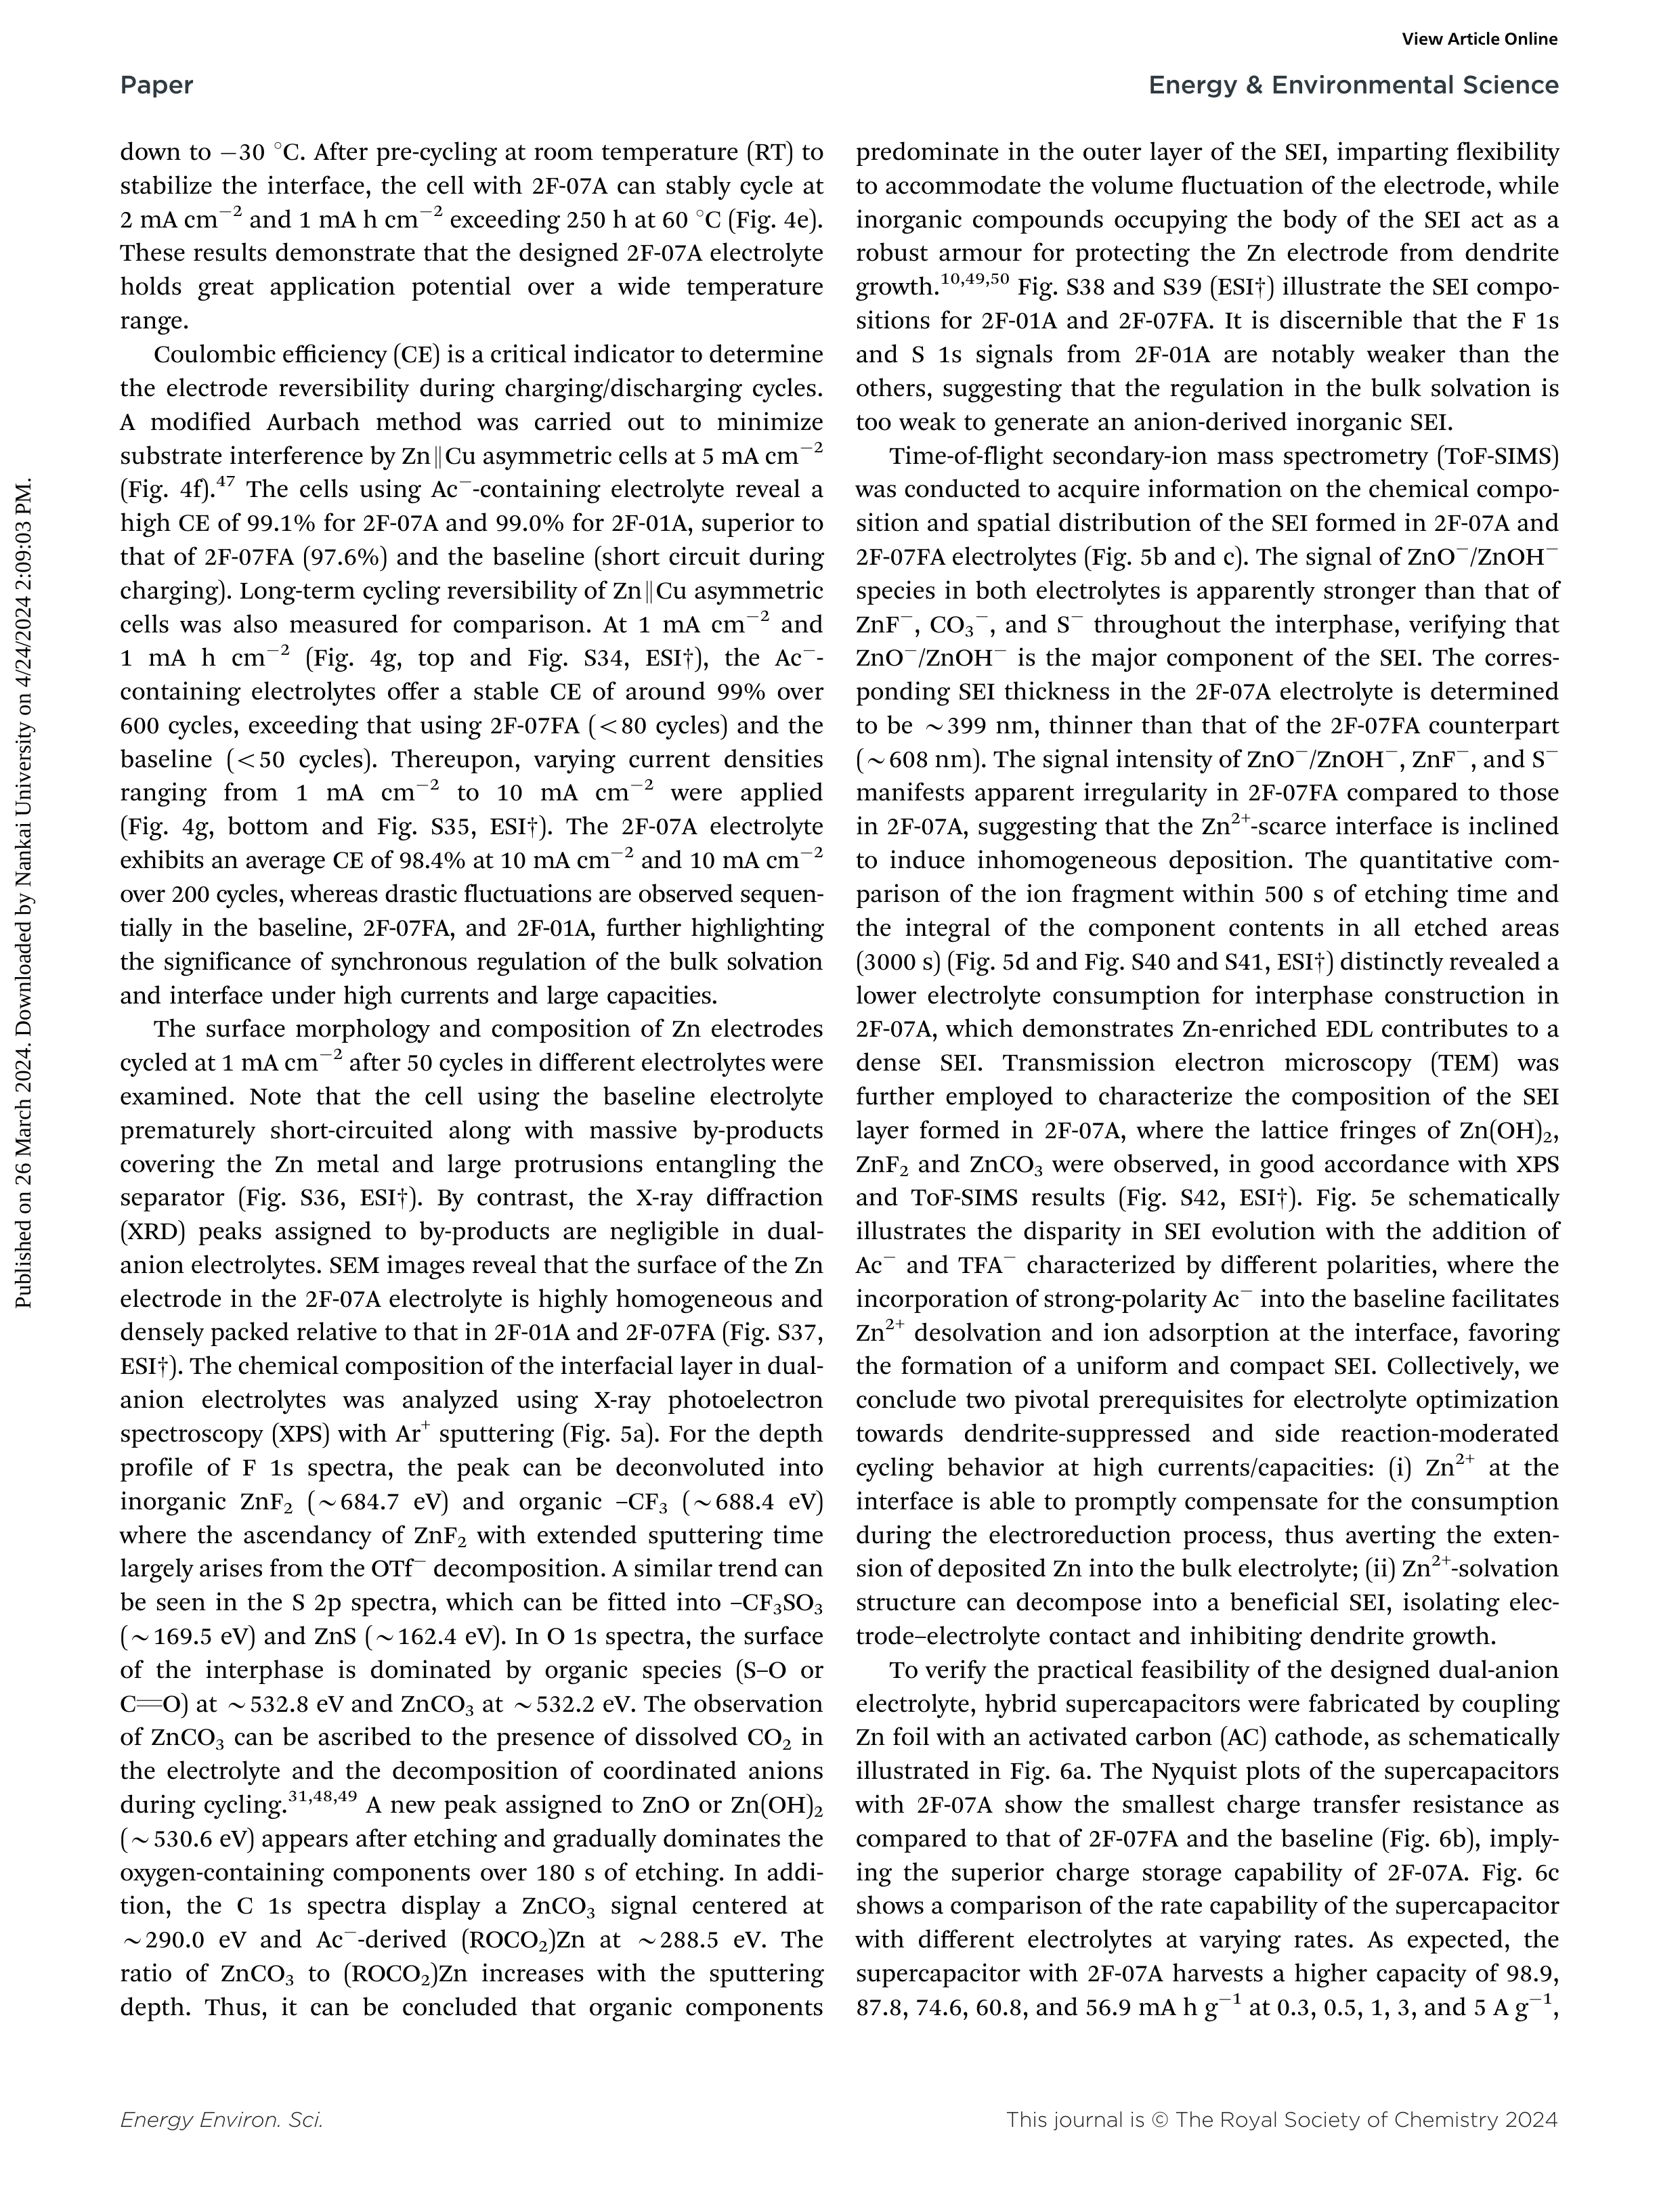 View Article Online
Paper
Energy & Environmental Science
Published on 26 March 2024. Downloaded by Nankai University on 4/24/2024 2:09:03 PM.
down to −30 °C. After pre-cycling at room temperature (RT) to
stabilize the interface, the cell with 2F-07A can stably cycle at
2 mA cm⁻² and 1 mA h cm⁻² exceeding 250 h at 60 °C (Fig. 4e).
These results demonstrate that the designed 2F-07A electrolyte
holds great application potential over a wide temperature
range.
Coulombic efficiency (CE) is a critical indicator to determine
the electrode reversibility during charging/discharging cycles.
A modified Aurbach method was carried out to minimize
substrate interference by Zn‖Cu asymmetric cells at 5 mA cm⁻²
(Fig. 4f).⁴⁷ The cells using Ac⁻-containing electrolyte reveal a
high CE of 99.1% for 2F-07A and 99.0% for 2F-01A, superior to
that of 2F-07FA (97.6%) and the baseline (short circuit during
charging). Long-term cycling reversibility of Zn‖Cu asymmetric
cells was also measured for comparison. At 1 mA cm⁻² and
1 mA h cm⁻² (Fig. 4g, top and Fig. S34, ESI†), the Ac⁻-
containing electrolytes offer a stable CE of around 99% over
600 cycles, exceeding that using 2F-07FA (<80 cycles) and the
baseline (<50 cycles). Thereupon, varying current densities
ranging from 1 mA cm⁻² to 10 mA cm⁻² were applied
(Fig. 4g, bottom and Fig. S35, ESI†). The 2F-07A electrolyte
exhibits an average CE of 98.4% at 10 mA cm⁻² and 10 mA cm⁻²
over 200 cycles, whereas drastic fluctuations are observed sequen-
tially in the baseline, 2F-07FA, and 2F-01A, further highlighting
the significance of synchronous regulation of the bulk solvation
and interface under high currents and large capacities.
The surface morphology and composition of Zn electrodes
cycled at 1 mA cm⁻² after 50 cycles in different electrolytes were
examined. Note that the cell using the baseline electrolyte
prematurely short-circuited along with massive by-products
covering the Zn metal and large protrusions entangling the
separator (Fig. S36, ESI†). By contrast, the X-ray diffraction
(XRD) peaks assigned to by-products are negligible in dual-
anion electrolytes. SEM images reveal that the surface of the Zn
electrode in the 2F-07A electrolyte is highly homogeneous and
densely packed relative to that in 2F-01A and 2F-07FA (Fig. S37,
ESI†). The chemical composition of the interfacial layer in dual-
anion electrolytes was analyzed using X-ray photoelectron
spectroscopy (XPS) with Ar⁺ sputtering (Fig. 5a). For the depth
profile of F 1s spectra, the peak can be deconvoluted into
inorganic ZnF₂ (~684.7 eV) and organic –CF₃ (~688.4 eV)
where the ascendancy of ZnF₂ with extended sputtering time
largely arises from the OTf⁻ decomposition. A similar trend can
be seen in the S 2p spectra, which can be fitted into –CF₃SO₃
(~169.5 eV) and ZnS (~162.4 eV). In O 1s spectra, the surface
of the interphase is dominated by organic species (S–O or
C═O) at ~532.8 eV and ZnCO₃ at ~532.2 eV. The observation
of ZnCO₃ can be ascribed to the presence of dissolved CO₂ in
the electrolyte and the decomposition of coordinated anions
during cycling.³¹,⁴⁸,⁴⁹ A new peak assigned to ZnO or Zn(OH)₂
(~530.6 eV) appears after etching and gradually dominates the
oxygen-containing components over 180 s of etching. In addi-
tion, the C 1s spectra display a ZnCO₃ signal centered at
~290.0 eV and Ac⁻-derived (ROCO₂)Zn at ~288.5 eV. The
ratio of ZnCO₃ to (ROCO₂)Zn increases with the sputtering
depth. Thus, it can be concluded that organic components
predominate in the outer layer of the SEI, imparting flexibility
to accommodate the volume fluctuation of the electrode, while
inorganic compounds occupying the body of the SEI act as a
robust armour for protecting the Zn electrode from dendrite
growth.¹⁰,⁴⁹,⁵⁰ Fig. S38 and S39 (ESI†) illustrate the SEI compo-
sitions for 2F-01A and 2F-07FA. It is discernible that the F 1s
and S 1s signals from 2F-01A are notably weaker than the
others, suggesting that the regulation in the bulk solvation is
too weak to generate an anion-derived inorganic SEI.
Time-of-flight secondary-ion mass spectrometry (ToF-SIMS)
was conducted to acquire information on the chemical compo-
sition and spatial distribution of the SEI formed in 2F-07A and
2F-07FA electrolytes (Fig. 5b and c). The signal of ZnO⁻/ZnOH⁻
species in both electrolytes is apparently stronger than that of
ZnF⁻, CO₃⁻, and S⁻ throughout the interphase, verifying that
ZnO⁻/ZnOH⁻ is the major component of the SEI. The corres-
ponding SEI thickness in the 2F-07A electrolyte is determined
to be ~399 nm, thinner than that of the 2F-07FA counterpart
(~608 nm). The signal intensity of ZnO⁻/ZnOH⁻, ZnF⁻, and S⁻
manifests apparent irregularity in 2F-07FA compared to those
in 2F-07A, suggesting that the Zn²⁺-scarce interface is inclined
to induce inhomogeneous deposition. The quantitative com-
parison of the ion fragment within 500 s of etching time and
the integral of the component contents in all etched areas
(3000 s) (Fig. 5d and Fig. S40 and S41, ESI†) distinctly revealed a
lower electrolyte consumption for interphase construction in
2F-07A, which demonstrates Zn-enriched EDL contributes to a
dense SEI. Transmission electron microscopy (TEM) was
further employed to characterize the composition of the SEI
layer formed in 2F-07A, where the lattice fringes of Zn(OH)₂,
ZnF₂ and ZnCO₃ were observed, in good accordance with XPS
and ToF-SIMS results (Fig. S42, ESI†). Fig. 5e schematically
illustrates the disparity in SEI evolution with the addition of
Ac⁻ and TFA⁻ characterized by different polarities, where the
incorporation of strong-polarity Ac⁻ into the baseline facilitates
Zn²⁺ desolvation and ion adsorption at the interface, favoring
the formation of a uniform and compact SEI. Collectively, we
conclude two pivotal prerequisites for electrolyte optimization
towards dendrite-suppressed and side reaction-moderated
cycling behavior at high currents/capacities: (i) Zn²⁺ at the
interface is able to promptly compensate for the consumption
during the electroreduction process, thus averting the exten-
sion of deposited Zn into the bulk electrolyte; (ii) Zn²⁺-solvation
structure can decompose into a beneficial SEI, isolating elec-
trode–electrolyte contact and inhibiting dendrite growth.
To verify the practical feasibility of the designed dual-anion
electrolyte, hybrid supercapacitors were fabricated by coupling
Zn foil with an activated carbon (AC) cathode, as schematically
illustrated in Fig. 6a. The Nyquist plots of the supercapacitors
with 2F-07A show the smallest charge transfer resistance as
compared to that of 2F-07FA and the baseline (Fig. 6b), imply-
ing the superior charge storage capability of 2F-07A. Fig. 6c
shows a comparison of the rate capability of the supercapacitor
with different electrolytes at varying rates. As expected, the
supercapacitor with 2F-07A harvests a higher capacity of 98.9,
87.8, 74.6, 60.8, and 56.9 mA h g⁻¹ at 0.3, 0.5, 1, 3, and 5 A g⁻¹,
Energy Environ. Sci.
This journal is © The Royal Society of Chemistry 2024